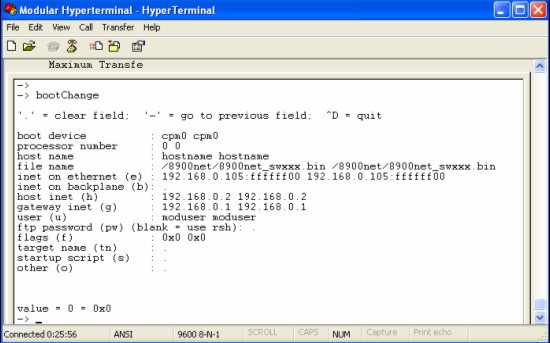 Modular Hyperterminal - HyperTerminal
File Edit View Call Transfer Help
Maximum Transfe
->
-> bootChange
'.' = clear field; '-' = go to previous field; ^D = quit
boot device : cpm0 cpm0
processor number : 0 0
host name : hostname hostname
file name : /8900net/8900net_swxxx.bin /8900net/8900net_swxxx.bin
inet on ethernet (e) : 192.168.0.105:ffffff00 192.168.0.105:ffffff00
inet on backplane (b): .
host inet (h) : 192.168.0.2 192.168.0.2
gateway inet (g) : 192.168.0.1 192.168.0.1
user (u) : moduser moduser
ftp password (pw) (blank = use rsh): .
flags (f) : 0x0 0x0
target name (tn) : .
startup script (s) : .
other (o) : .
value = 0 = 0x0
-> _
Connected 0:25:56 ANSI 9600 8-N-1 SCROLL CAPS NUM Capture Print echo